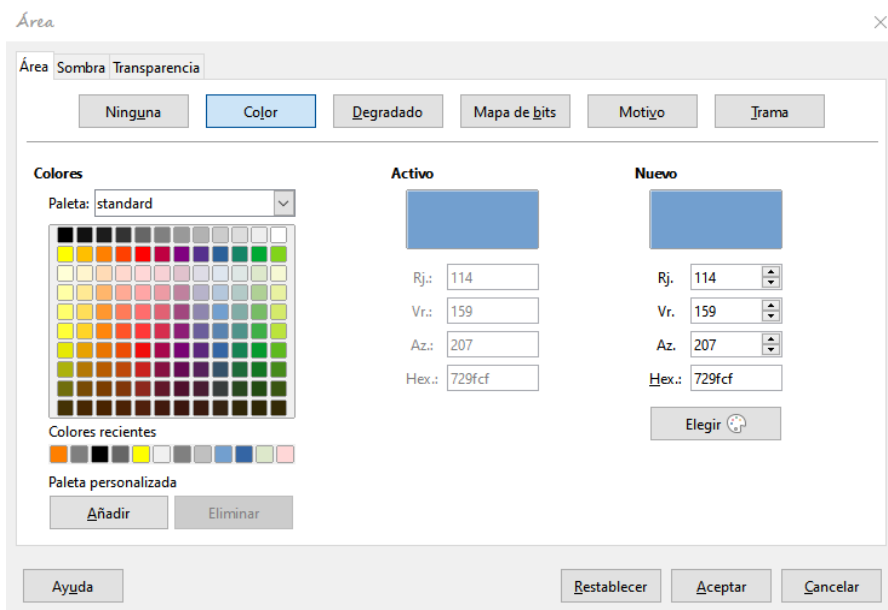 Área
Área Sombra Transparencia
Ninguna Color Degradado Mapa de bits Motivo Trama
Colores Activo Nuevo
Paleta: standard
Rj.: 114 Rj. 114
Vr.: 159 Vr. 159
Az.: 207 Az. 207
Hex.: 729fcf Hex.: 729fcf
Elegir
Colores recientes
Paleta personalizada
Añadir Eliminar
Ayuda Restablecer Aceptar Cancelar